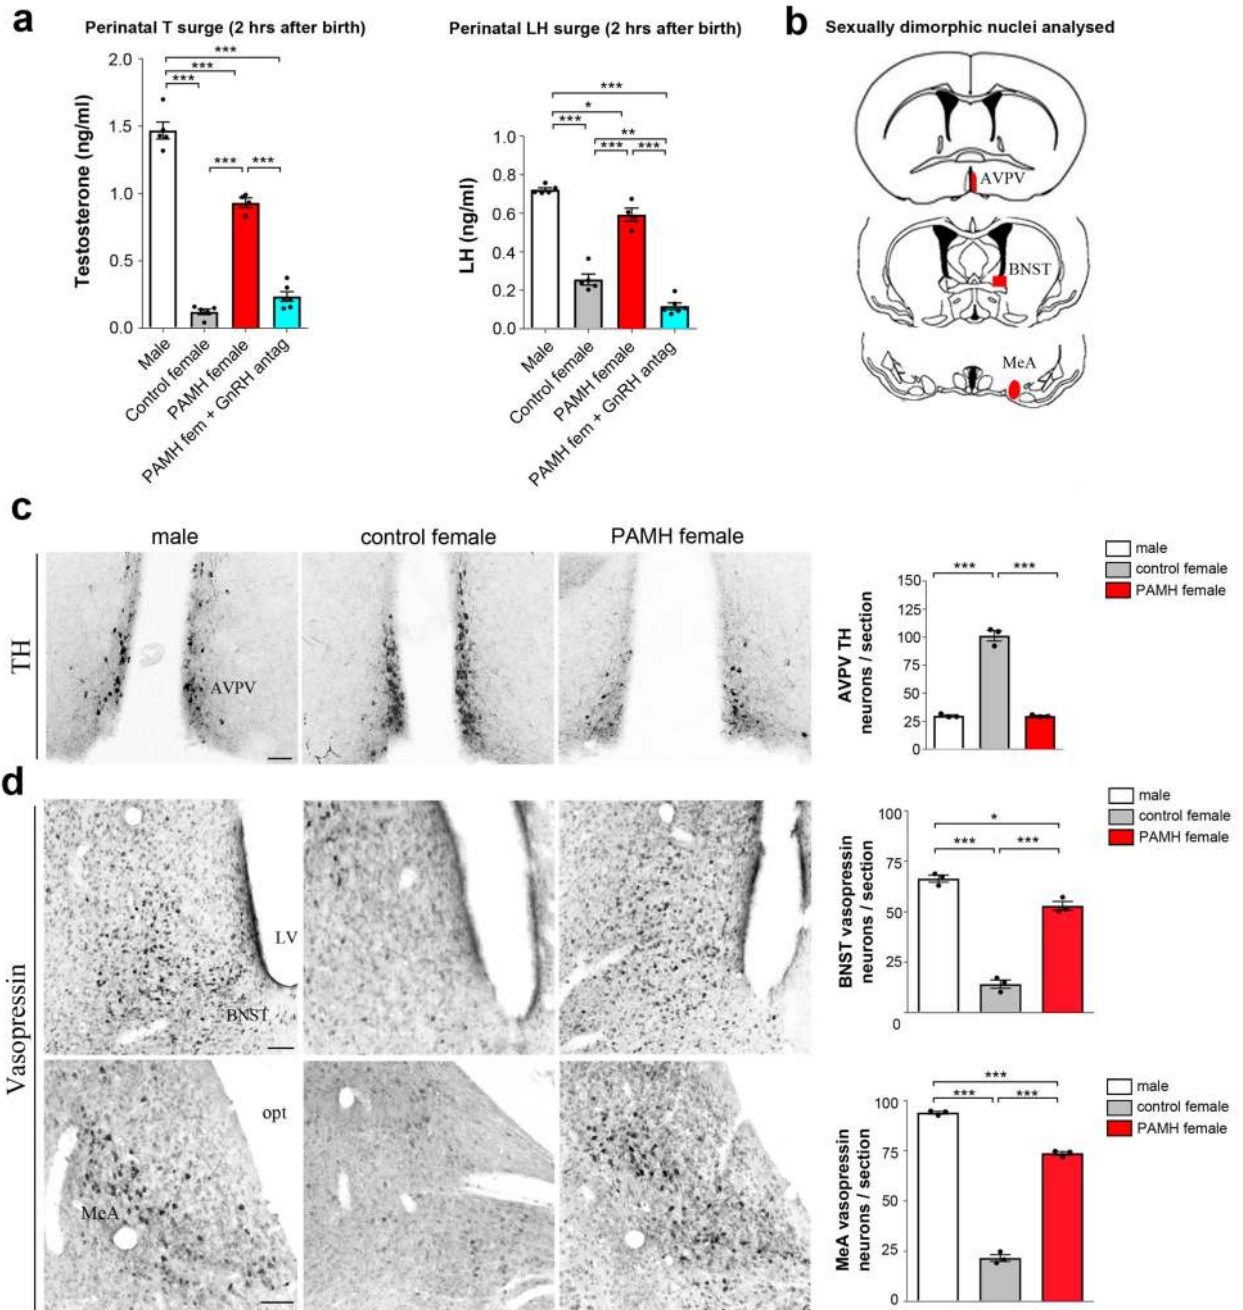 a
Perinatal T surge (2 hrs after birth)
Testosterone (ng/ml)
2.0
1.5
1.0
0.5
0.0
***
***
***
***
***
Male
Control female
PAMH female
PAMH fem + GnRH antag
Perinatal LH surge (2 hrs after birth)
LH (ng/ml)
1.0
0.8
0.6
0.4
0.2
0.0
***
*
***
**
***
***
Male
Control female
PAMH female
PAMH fem + GnRH antag
b
Sexually dimorphic nuclei analysed
AVPV
BNST
MeA
c
male
control female
PAMH female
TH
AVPV
AVPV TH
neurons / section
150
125
100
75
50
25
0
***
***
male
control female
PAMH female
d
Vasopressin
LV
BNST
opt
MeA
BNST vasopressin
neurons / section
100
75
50
25
0
*
***
***
male
control female
PAMH female
MeA vasopressin
neurons / section
100
75
50
25
0
***
***
***
male
control female
PAMH female